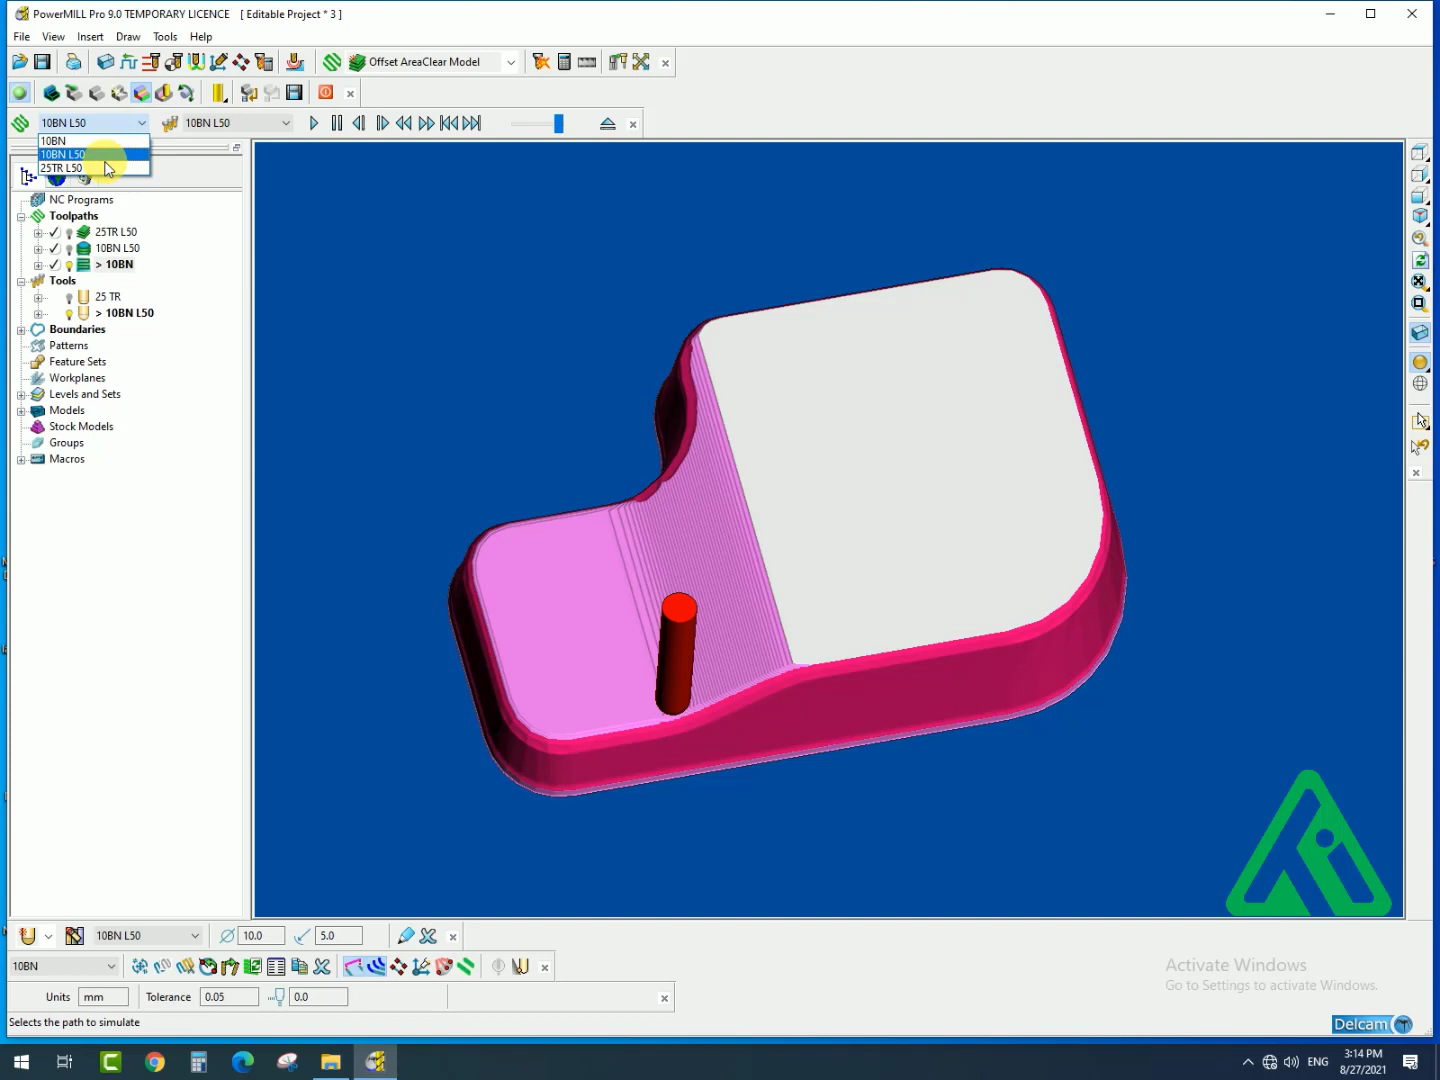 PowerMILL Pro 9.0 TEMPORARY LICENCE [ Editable Project * 3 ]
File View Insert Draw Tools Help
Offset AreaClear Model
10BN L50
10BN L50
10BN
10BN L50
25TR L50
NC Programs
Toolpaths
25TR L50
10BN L50
> 10BN
Tools
25 TR
> 10BN L50
Boundaries
Patterns
Feature Sets
Workplanes
Levels and Sets
Models
Stock Models
Groups
Macros
10BN L50 10.0 5.0
10BN
Units mm Tolerance 0.05 0.0
Selects the path to simulate
Activate Windows
Go to Settings to activate Windows.
Delcam
ENG
3:14 PM
8/27/2021